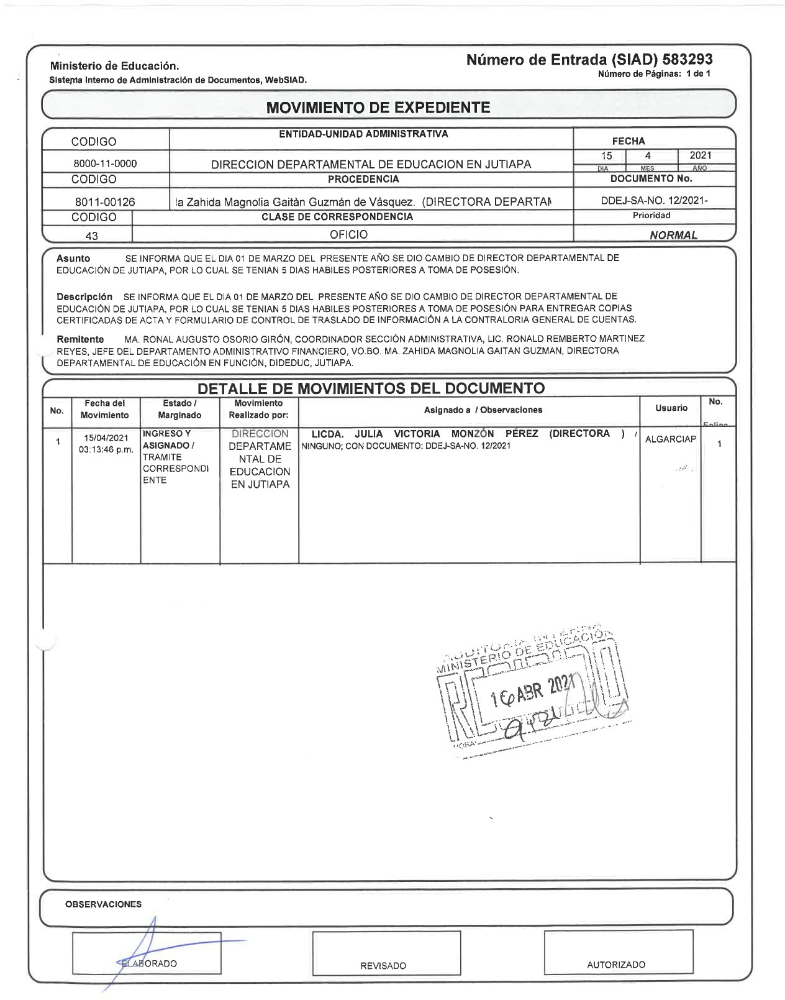 Ministerio de Educación.
Sistema Interno de Administración de Documentos, WebSIAD.
Número de Entrada (SIAD) 583293
Número de Páginas: 1 de 1
MOVIMIENTO DE EXPEDIENTE
CODIGO
ENTIDAD-UNIDAD ADMINISTRATIVA
FECHA
8000-11-0000
DIRECCION DEPARTAMENTAL DE EDUCACION EN JUTIAPA
15 4 2021
DIA MES AÑO
CODIGO
PROCEDENCIA
DOCUMENTO No.
8011-00126
la Zahida Magnolia Gaitàn Guzmán de Vásquez. (DIRECTORA DEPARTAM
DDEJ-SA-NO. 12/2021-
CODIGO
CLASE DE CORRESPONDENCIA
Prioridad
43
OFICIO
NORMAL
Asunto SE INFORMA QUE EL DIA 01 DE MARZO DEL PRESENTE AÑO SE DIO CAMBIO DE DIRECTOR DEPARTAMENTAL DE
EDUCACIÓN DE JUTIAPA, POR LO CUAL SE TENIAN 5 DIAS HABILES POSTERIORES A TOMA DE POSESIÓN.
Descripción SE INFORMA QUE EL DIA 01 DE MARZO DEL PRESENTE AÑO SE DIO CAMBIO DE DIRECTOR DEPARTAMENTAL DE
EDUCACIÓN DE JUTIAPA, POR LO CUAL SE TENIAN 5 DIAS HABILES POSTERIORES A TOMA DE POSESIÓN PARA ENTREGAR COPIAS
CERTIFICADAS DE ACTA Y FORMULARIO DE CONTROL DE TRASLADO DE INFORMACIÓN A LA CONTRALORIA GENERAL DE CUENTAS.
Remitente MA. RONAL AUGUSTO OSORIO GIRÓN, COORDINADOR SECCIÓN ADMINISTRATIVA, LIC. RONALD REMBERTO MARTINEZ
REYES, JEFE DEL DEPARTAMENTO ADMINISTRATIVO FINANCIERO, VO.BO. MA. ZAHIDA MAGNOLIA GAITAN GUZMAN, DIRECTORA
DEPARTAMENTAL DE EDUCACIÓN EN FUNCIÓN, DIDEDUC, JUTIAPA.
DETALLE DE MOVIMIENTOS DEL DOCUMENTO
No.
Fecha del
Movimiento
Estado /
Marginado
Movimiento
Realizado por:
Asignado a / Observaciones
Usuario
No.
Folios
1
15/04/2021
03:13:46 p.m.
INGRESO Y
ASIGNADO /
TRAMITE
CORRESPONDI
ENTE
DIRECCION
DEPARTAME
NTAL DE
EDUCACION
EN JUTIAPA
LICDA. JULIA VICTORIA MONZÓN PÉREZ (DIRECTORA ) /
NINGUNO; CON DOCUMENTO: DDEJ-SA-NO. 12/2021
ALGARCIAP
1
AUDITORIA INTERNA
MINISTERIO DE EDUCACIÓN
RECIBIDO
16 ABR 2021
HORA:
OBSERVACIONES
ELABORADO
REVISADO
AUTORIZADO